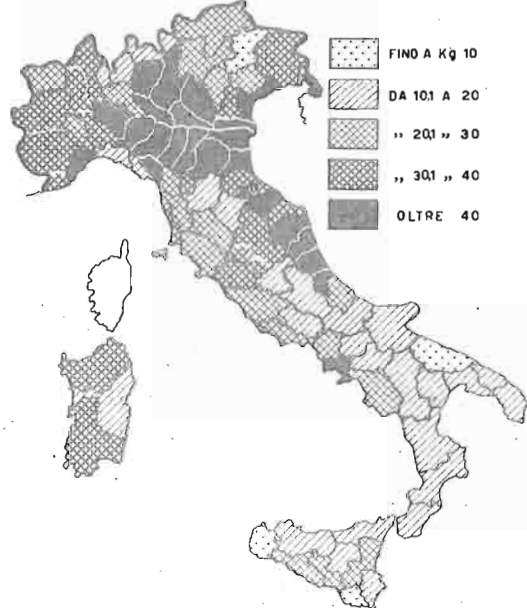 FINO A Kg 10
DA 10,1 A 20
,, 20,1 ,, 30
,, 30,1 ,, 40
OLTRE 40